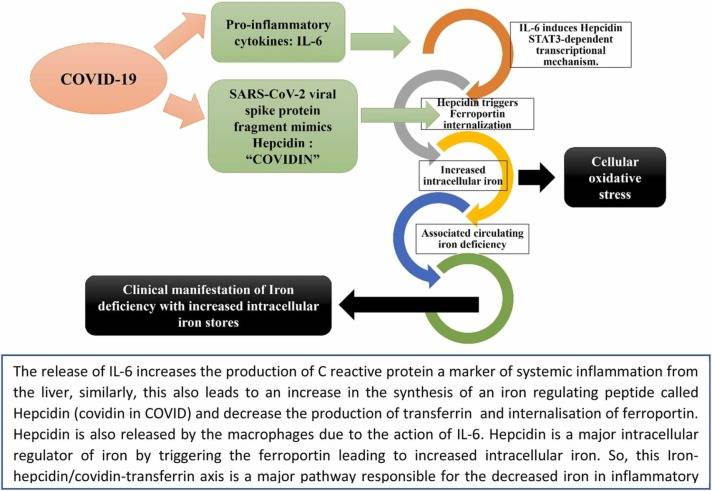 Pro-inflammatory
cytokines: IL-6
IL-6 induces Hepcidin
STAT3-dependent
transcriptional
mechanism.
COVID-19
SARS-CoV-2 viral
spike protein
fragment mimics
Hepcidin :
“COVIDIN”
Hepcidin triggers
Ferroportin
internalization
Increased
intracellular iron
Cellular
oxidative
stress
Associated circulating
iron deficiency
Clinical manifestation of Iron
deficiency with increased intracellular
iron stores
The release of IL-6 increases the production of C reactive protein a marker of systemic inflammation from
the liver, similarly, this also leads to an increase in the synthesis of an iron regulating peptide called
Hepcidin (covidin in COVID) and decrease the production of transferrin and internalisation of ferroportin.
Hepcidin is also released by the macrophages due to the action of IL-6. Hepcidin is a major intracellular
regulator of iron by triggering the ferroportin leading to increased intracellular iron. So, this Iron-
hepcidin/covidin-transferrin axis is a major pathway responsible for the decreased iron in inflammatory